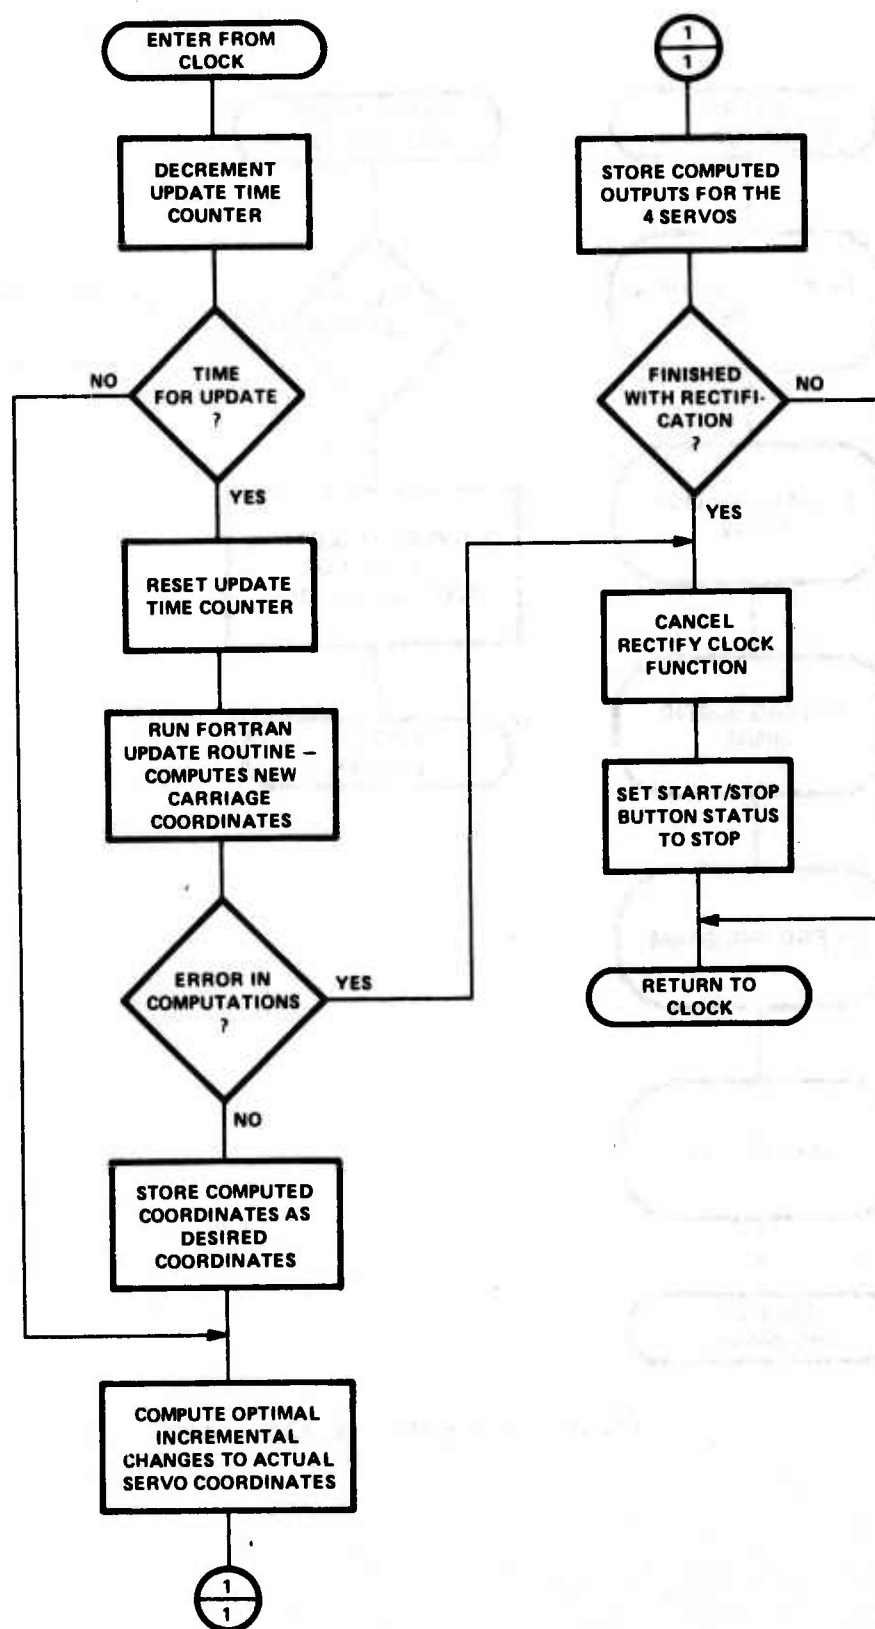 ENTER FROM
CLOCK
DECREMENT
UPDATE TIME
COUNTER
TIME
FOR UPDATE
?
NO
YES
RESET UPDATE
TIME COUNTER
RUN FORTRAN
UPDATE ROUTINE –
COMPUTES NEW
CARRIAGE
COORDINATES
ERROR IN
COMPUTATIONS
?
YES
NO
STORE COMPUTED
COORDINATES AS
DESIRED
COORDINATES
COMPUTE OPTIMAL
INCREMENTAL
CHANGES TO ACTUAL
SERVO COORDINATES
1
1
1
1
STORE COMPUTED
OUTPUTS FOR THE
4 SERVOS
FINISHED
WITH RECTIFI-
CATION
?
NO
YES
CANCEL
RECTIFY CLOCK
FUNCTION
SET START/STOP
BUTTON STATUS
TO STOP
RETURN TO
CLOCK